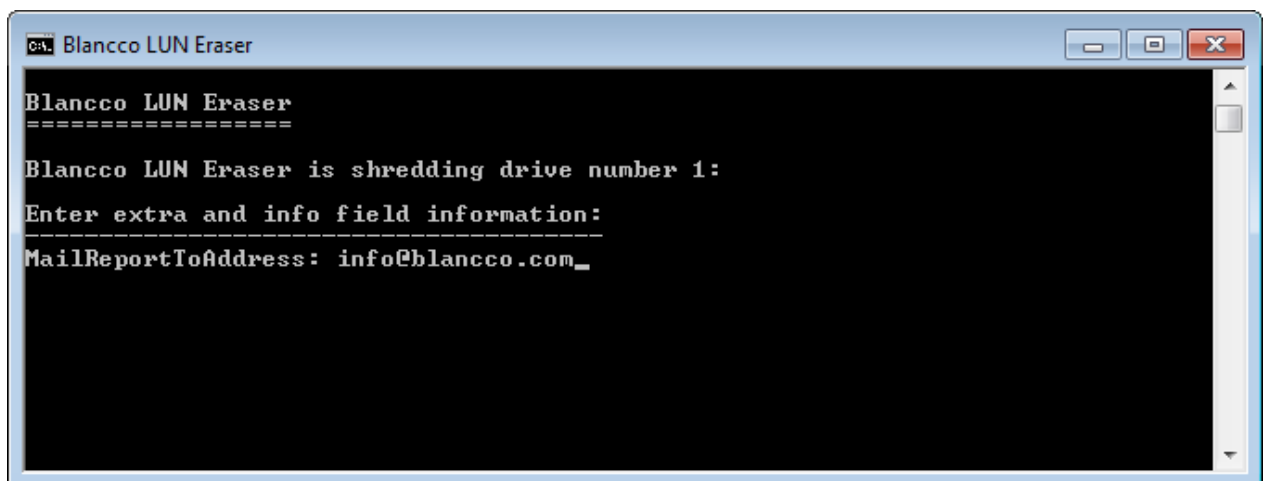 Blancco LUN Eraser
Blancco LUN Eraser
==================
Blancco LUN Eraser is shredding drive number 1:
Enter extra and info field information:
---------------------------------------
MailReportToAddress: info@blancco.com_